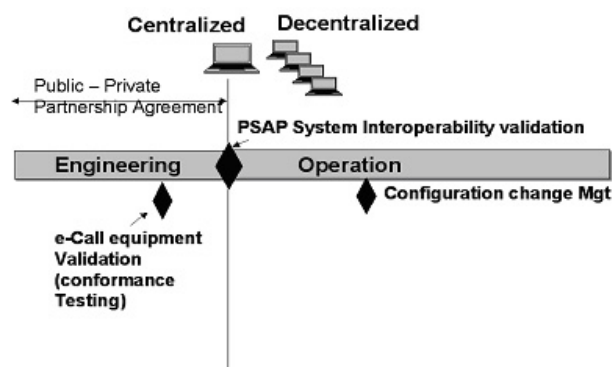 Centralized
Decentralized
Public – Private
Partnership Agreement
PSAP System Interoperability validation
Engineering
Operation
Configuration change Mgt
e-Call equipment
Validation
(conformance
Testing)